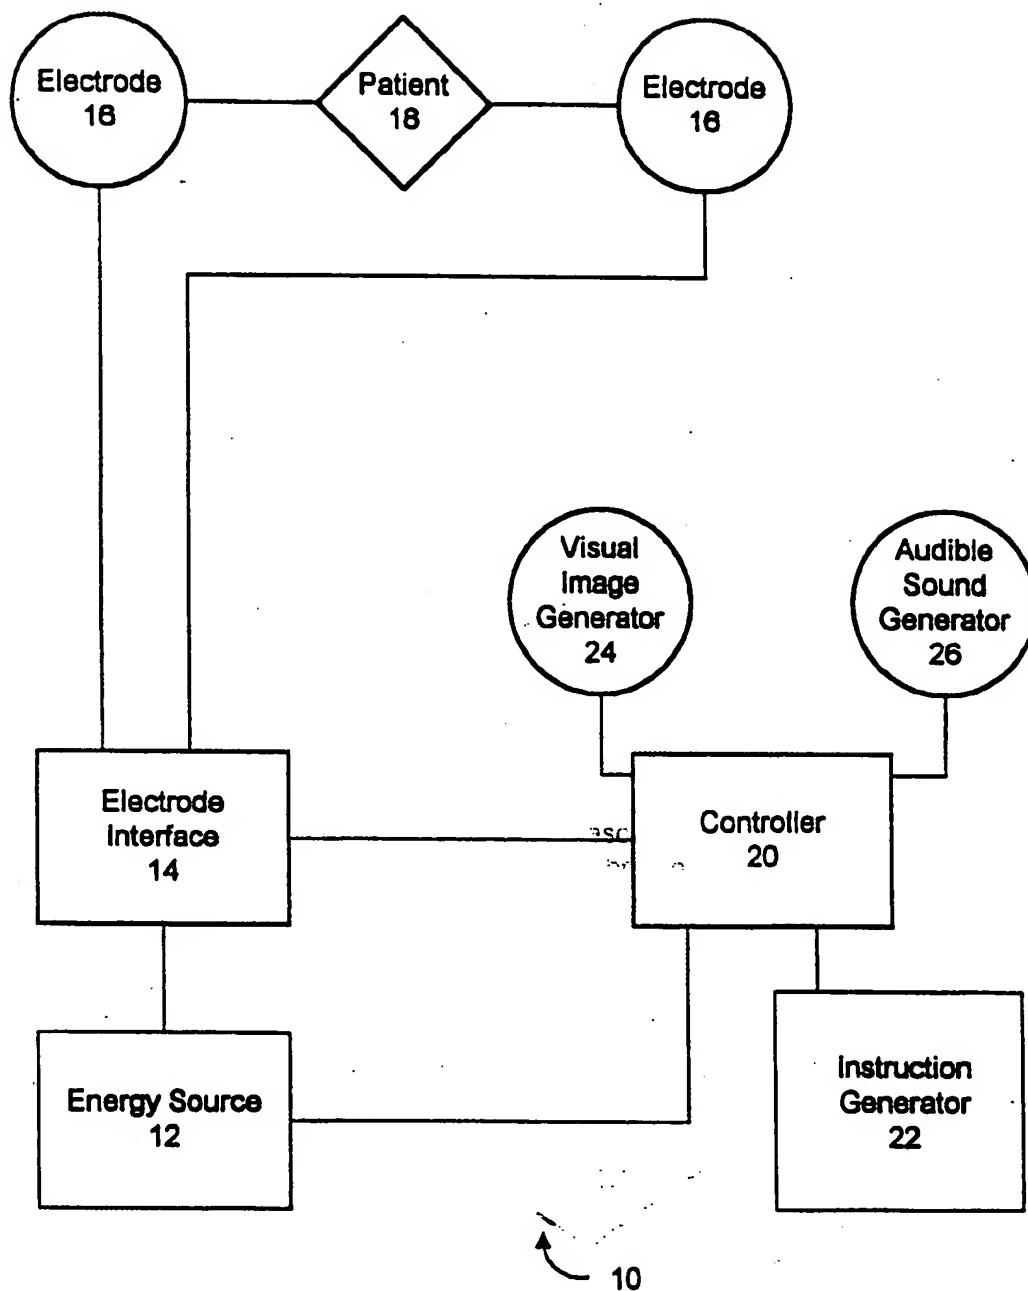 Electrode
16
Patient
18
Electrode
16
Visual
Image
Generator
24
Audible
Sound
Generator
26
Electrode
Interface
14
Controller
20
Energy Source
12
Instruction
Generator
22
10